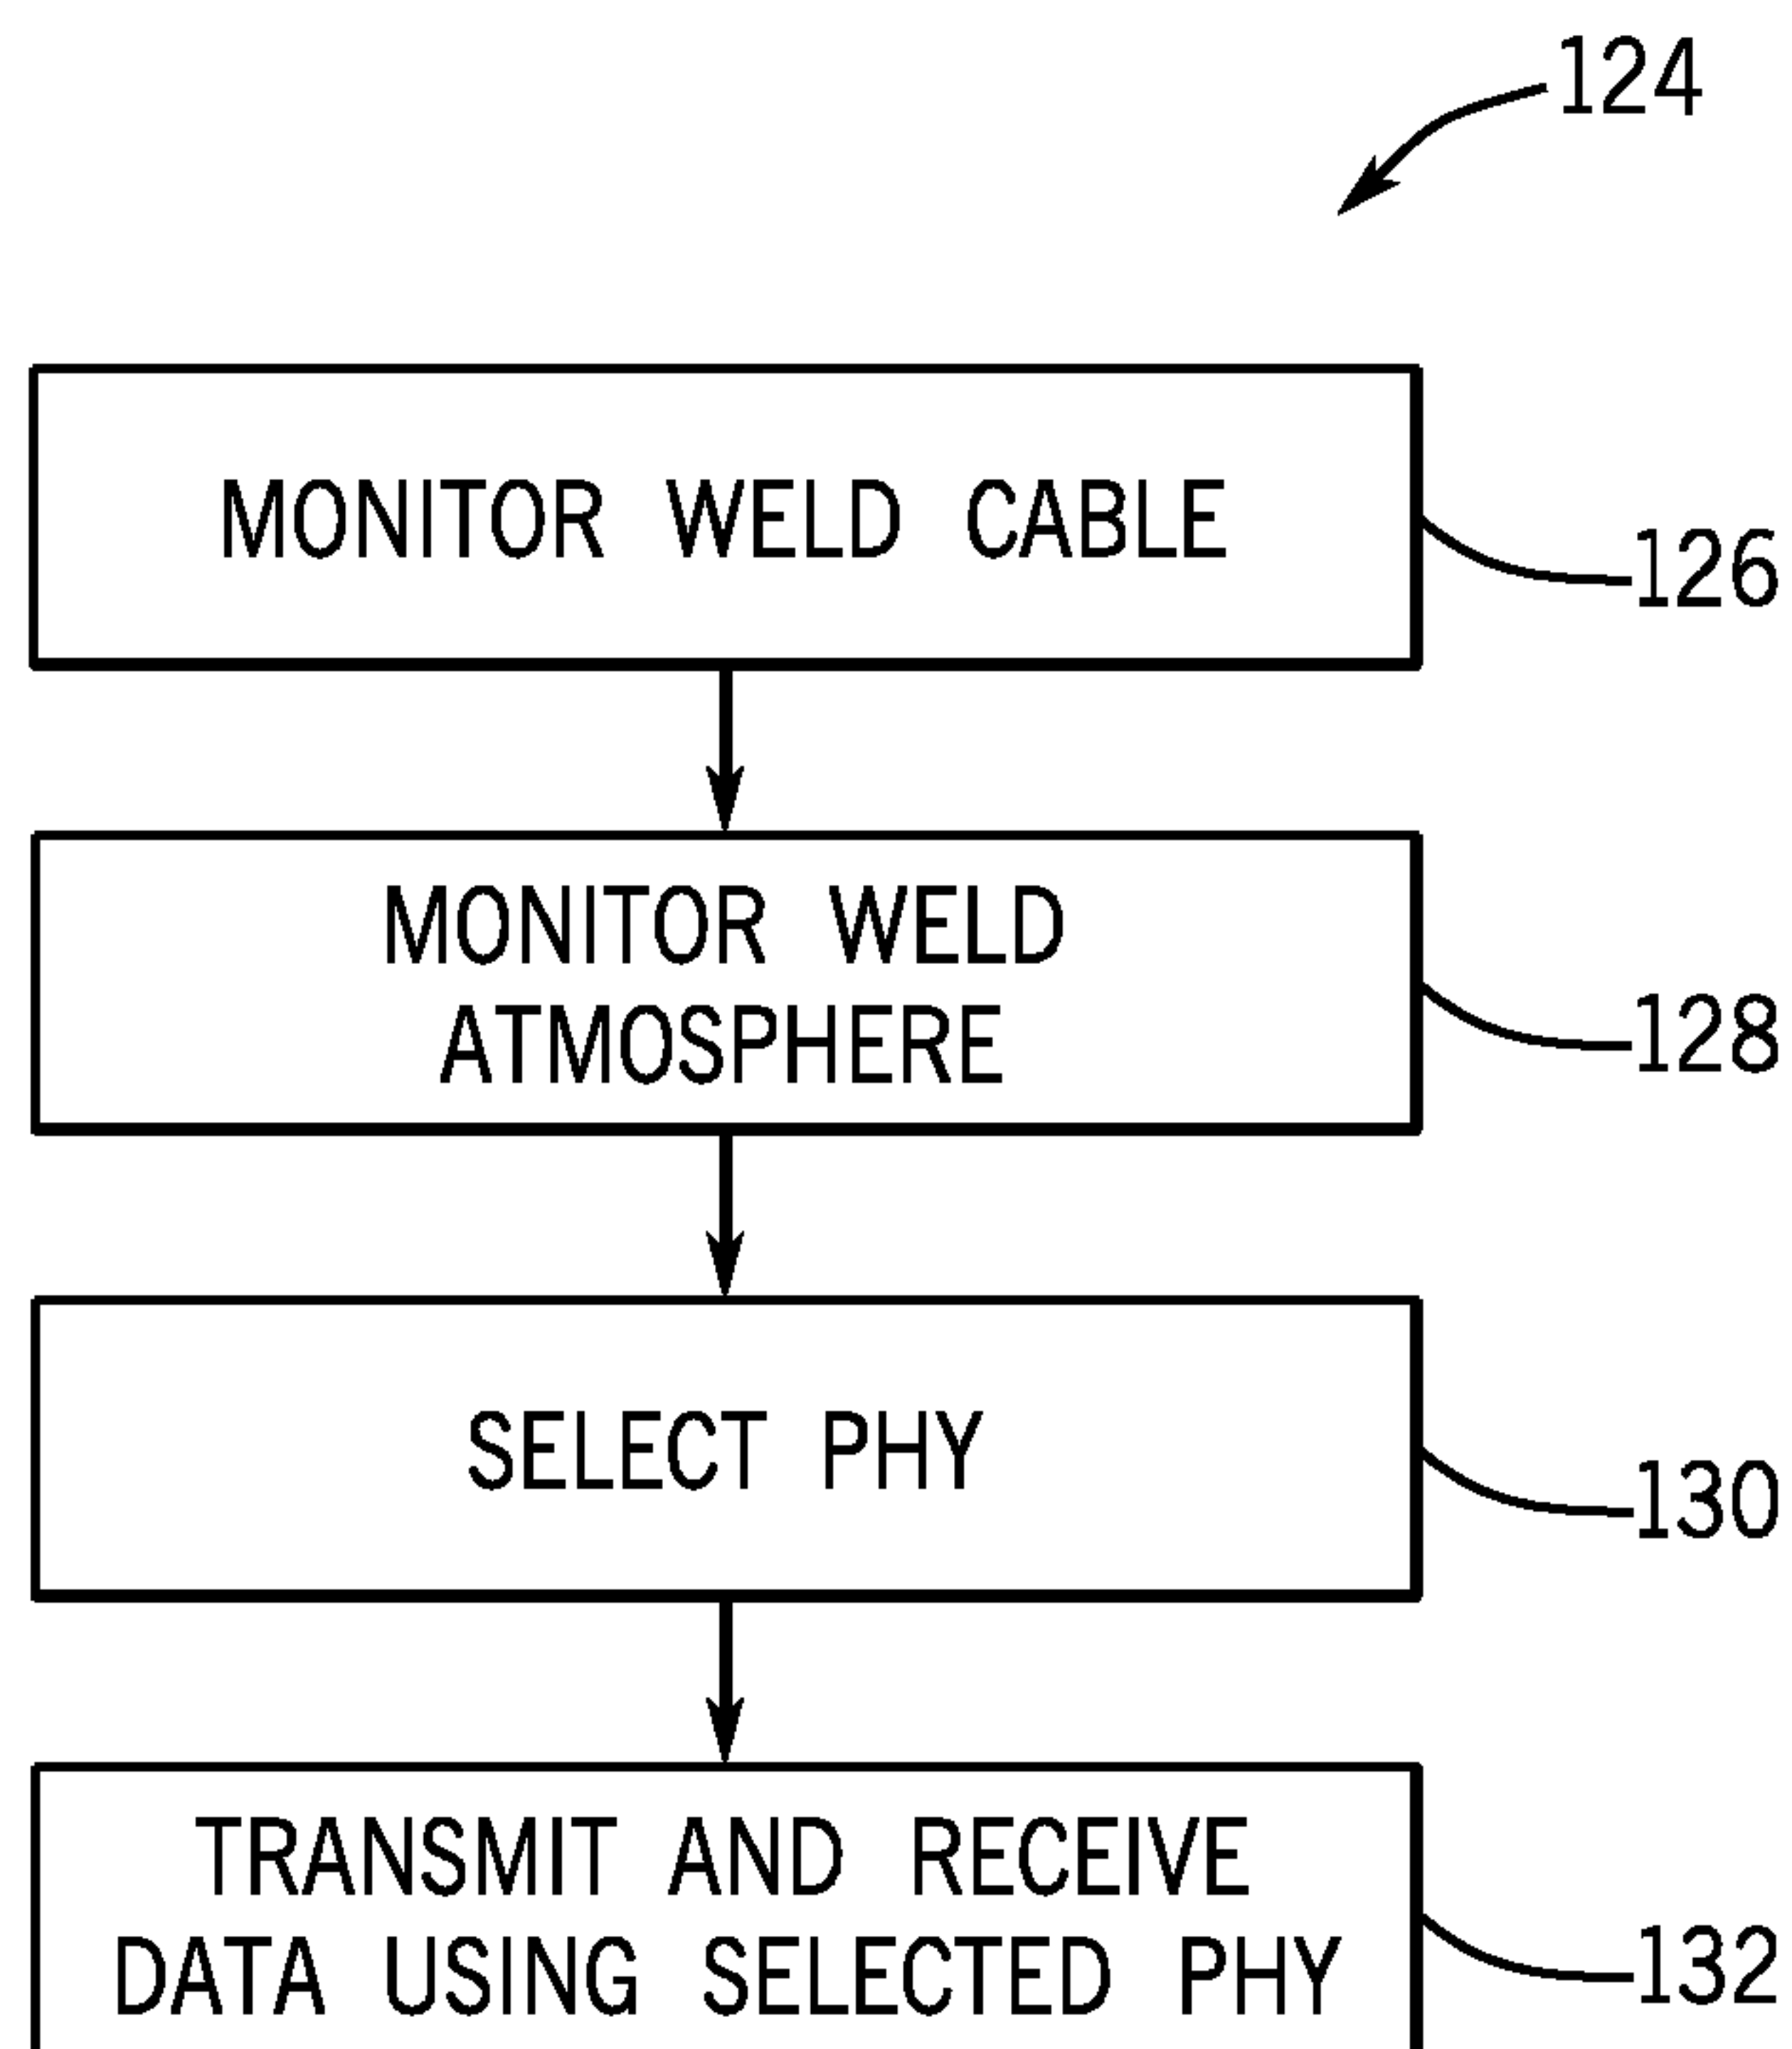 124
MONITOR WELD CABLE
126
MONITOR WELD
ATMOSPHERE
128
SELECT PHY
130
TRANSMIT AND RECEIVE
DATA USING SELECTED PHY
132